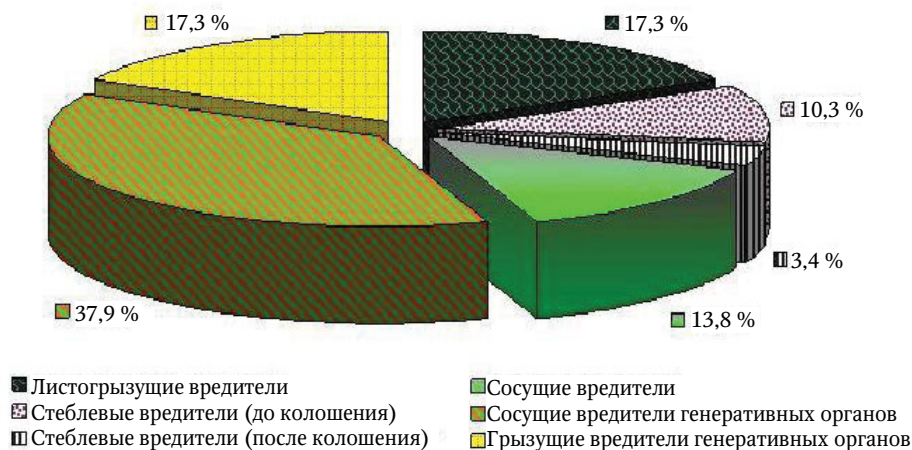 17,3 %
17,3 %
10,3 %
3,4 %
37,9 %
13,8 %
Листогрызущие вредители
Стеблевые вредители (до колошения)
Стеблевые вредители (после колошения)
Сосущие вредители
Сосущие вредители генеративных органов
Грызущие вредители генеративных органов